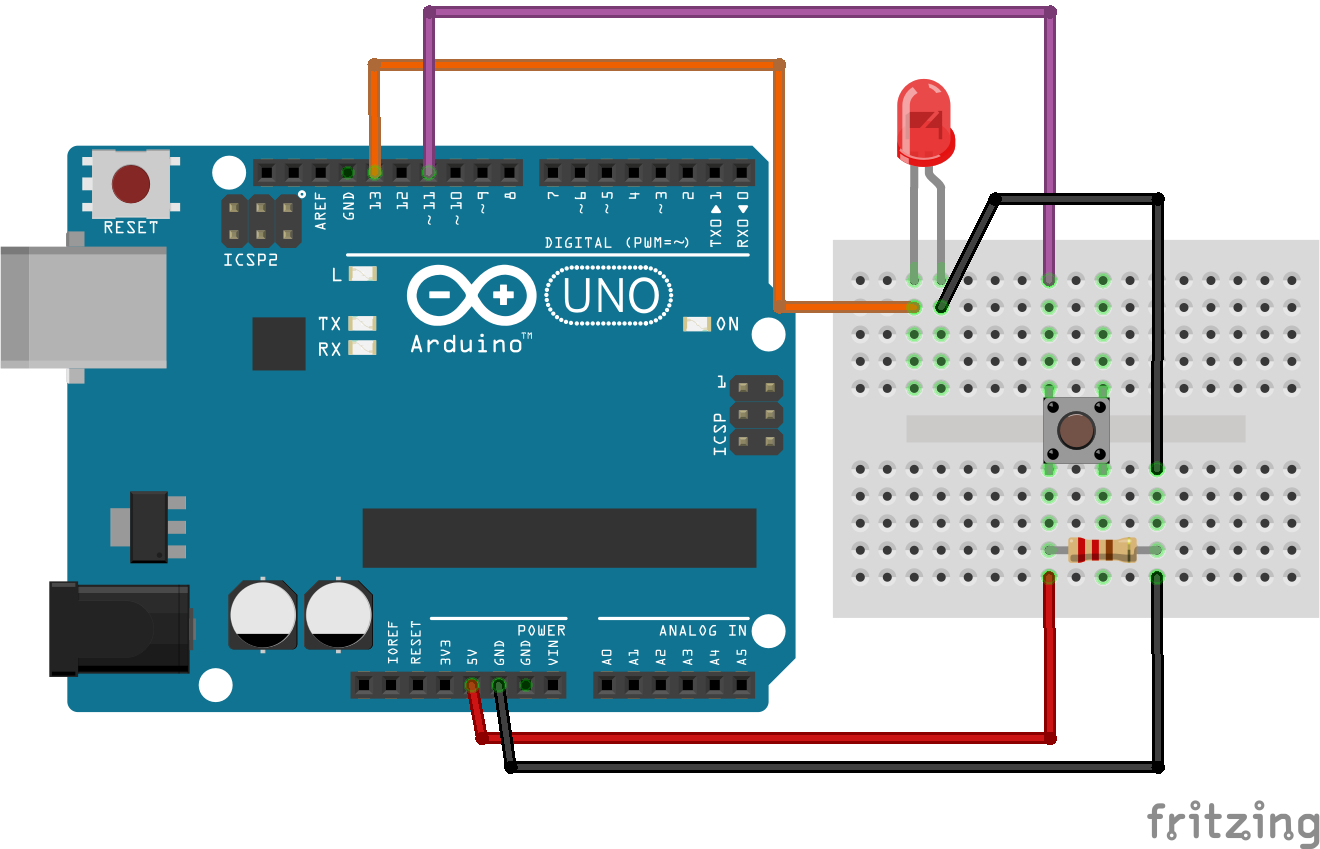 RESET
ICSP2
AREF
GND
13
12
~11
~10
~9
8
7
~6
~5
4
~3
2
TX0▶1
RX0◀0
DIGITAL (PWM=~)
L
TX
RX
UNO
Arduino™
ON
1
ICSP
IOREF
RESET
3V3
5V
GND
GND
VIN
POWER
ANALOG IN
A0
A1
A2
A3
A4
A5
fritzing